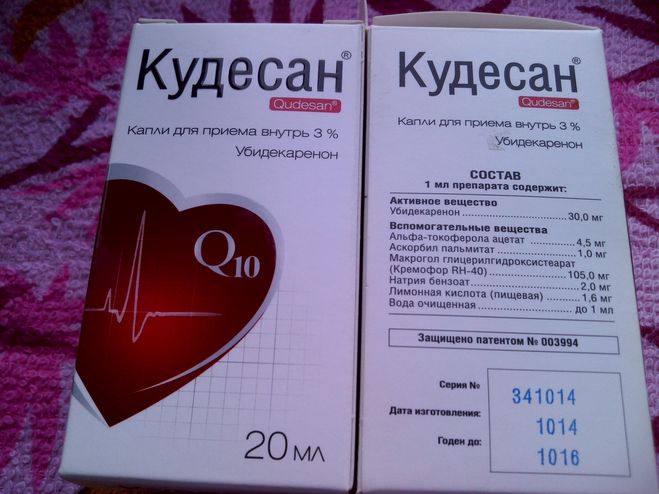 Кудесан®
Qudesan®
Капли для приема внутрь 3 %
Убидекаренон
Q10
20 мл
Кудесан®
Qudesan®
Капли для приема внутрь 3 %
Убидекаренон
СОСТАВ
1 мл препарата содержит:
Активное вещество
Убидекаренон 30,0 мг
Вспомогательные вещества
Альфа-токоферола ацетат 4,5 мг
Аскорбил пальмитат 1,0 мг
Макрогол глицерилгидроксистеарат
(Кремофор RH-40) 105,0 мг
Натрия бензоат 2,0 мг
Лимонная кислота (пищевая) 1,6 мг
Вода очищенная до 1 мл
Защищено патентом № 003994
Серия № 341014
Дата изготовления: 1014
Годен до: 1016